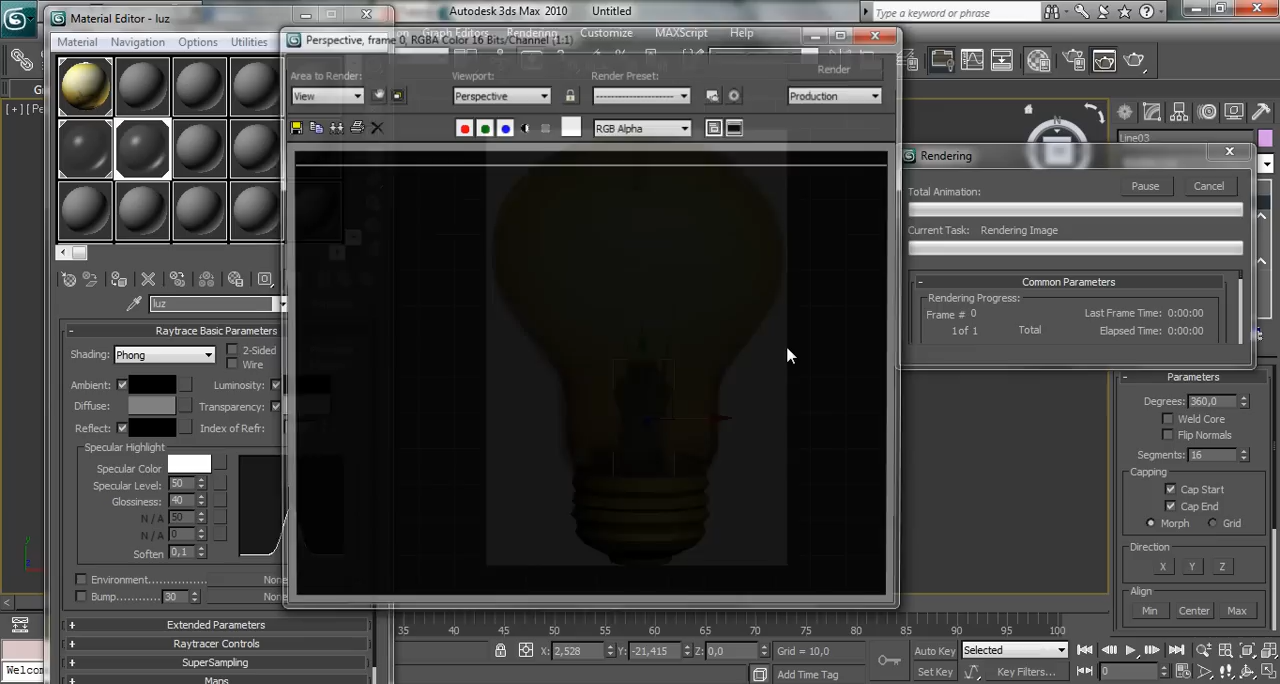 Material Editor - luz
Autodesk 3ds Max 2010
Untitled
Type a keyword or phrase
Material Navigation Options Utilities
Graph Editors Rendering Customize MAXScript Help
Perspective, frame 0, RGBA Color 16 Bits/Channel (1:1)
Area to Render:
View
Viewport:
Perspective
Render Preset:
Render
Production
RGB Alpha
Line03
Rendering
Total Animation:
Pause
Cancel
Current Task: Rendering Image
Common Parameters
Rendering Progress:
Frame # 0
Last Frame Time: 0:00:00
1 of 1 Total
Elapsed Time: 0:00:00
luz
Raytrace Basic Parameters
Shading: Phong
2-Sided
Wire
Ambient:
Luminosity:
Diffuse:
Transparency:
Reflect:
Index of Refr:
Specular Highlight
Specular Color
Specular Level: 50
Glossiness: 40
N / A 50
N / A 0
Soften 0,1
Environment
None
Bump 30
None
Extended Parameters
Raytracer Controls
SuperSampling
Maps
Parameters
Degrees: 360,0
Weld Core
Flip Normals
Segments: 16
Capping
Cap Start
Cap End
Morph Grid
Direction
X Y Z
Align
Min Center Max
35 40 45 50 55 60 65 70 75 80 85 90 95 100
X: 2,528 Y: -21,415 Z: 0,0 Grid = 10,0
Add Time Tag
Auto Key Selected
Set Key Key Filters...
0
Welcom